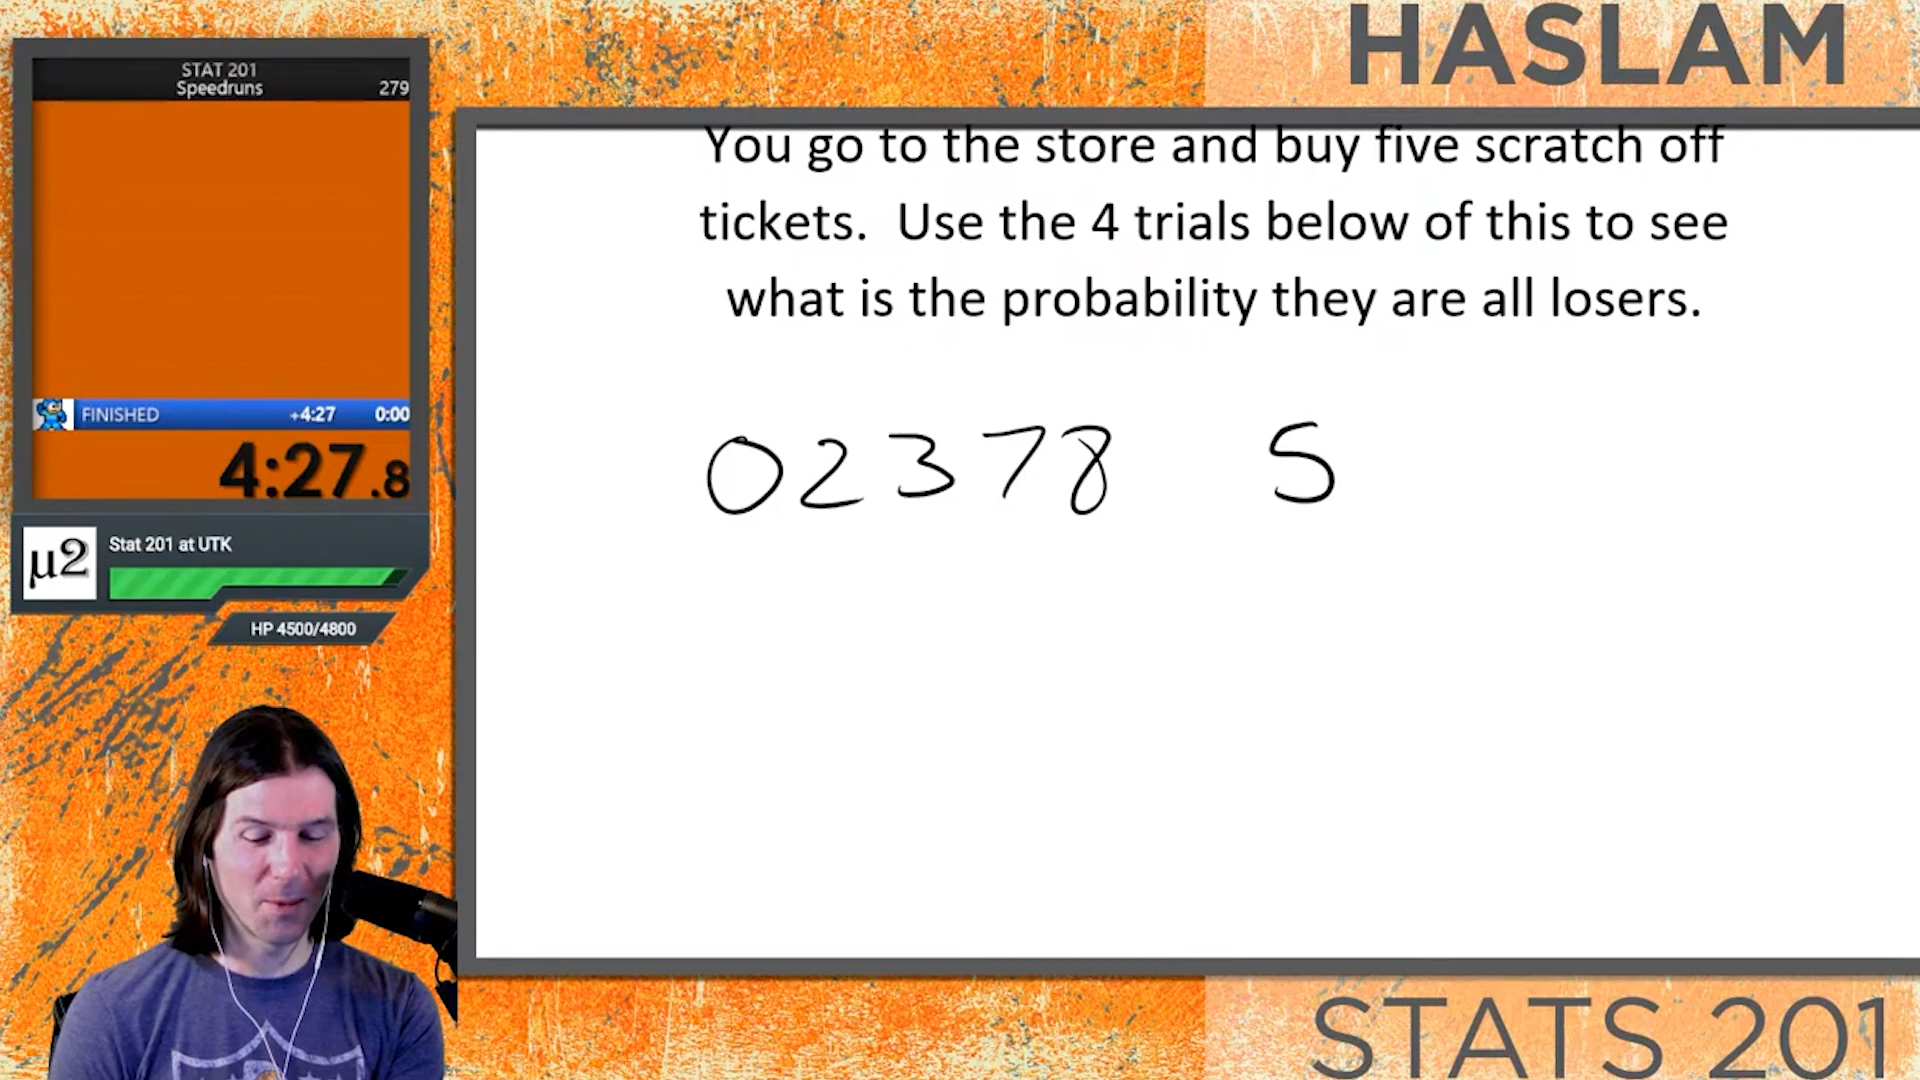 HASLAM
STAT 201
Speedruns 279
You go to the store and buy five scratch off
tickets. Use the 4 trials below of this to see
what is the probability they are all losers.
FINISHED +4:27 0:00
4:27.8
02378 5
μ2
Stat 201 at UTK
HP 4500/4800
STATS 201